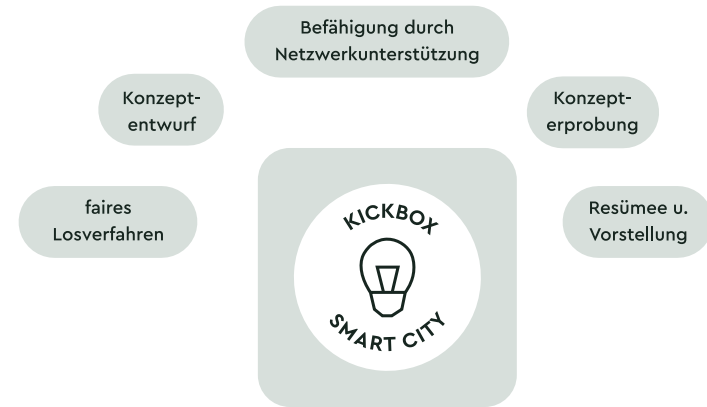 Befähigung durch
Netzwerkunterstützung
Konzept-
entwurf
Konzept-
erprobung
faires
Losverfahren
Resümee u.
Vorstellung
KICKBOX
SMART CITY